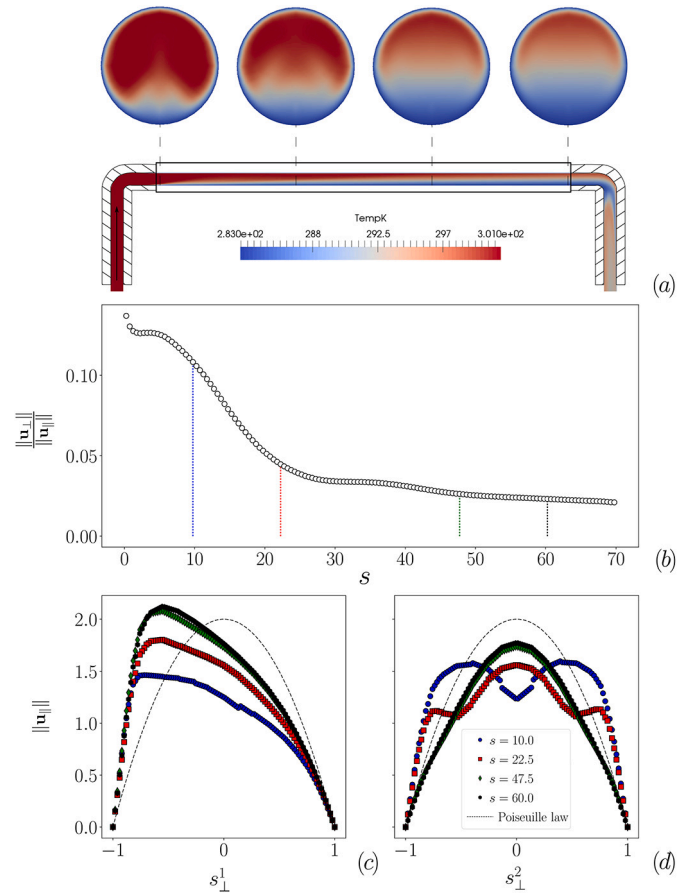 TempK
2.830e+02 288 292.5 297 3.010e+02
(a)
0.10
0.05
0.00
‖u⊥‖
‖u∥‖
0 10 20 30 40 50 60 70
s
(b)
2.0
1.5
1.0
0.5
0.0
‖u∥‖
−1 0 1
s¹⊥
(c)
s = 10.0
s = 22.5
s = 47.5
s = 60.0
Poiseuille law
−1 0 1
s²⊥
(d)